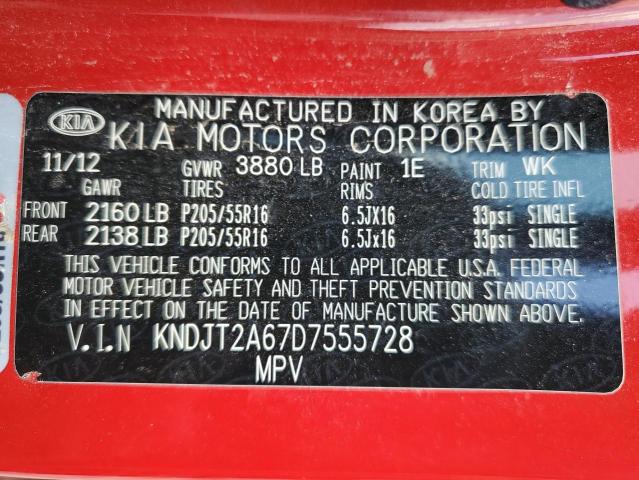 MANUFACTURED IN KOREA BY
KIA KIA MOTORS CORPORATION
11/12 GVWR 3880 LB PAINT 1E TRIM WK
GAWR TIRES RIMS COLD TIRE INFL
FRONT 2160 LB P205/55R16 6.5JX16 33psi SINGLE
REAR 2138 LB P205/55R16 6.5Jx16 33psi SINGLE
THIS VEHICLE CONFORMS TO ALL APPLICABLE U.S.A. FEDERAL
MOTOR VEHICLE SAFETY AND THEFT PREVENTION STANDARDS
IN EFFECT ON THE DATE OF MANUFACTURE SHOWN ABOVE.
V.I.N KNDJT2A67D7555728
MPV